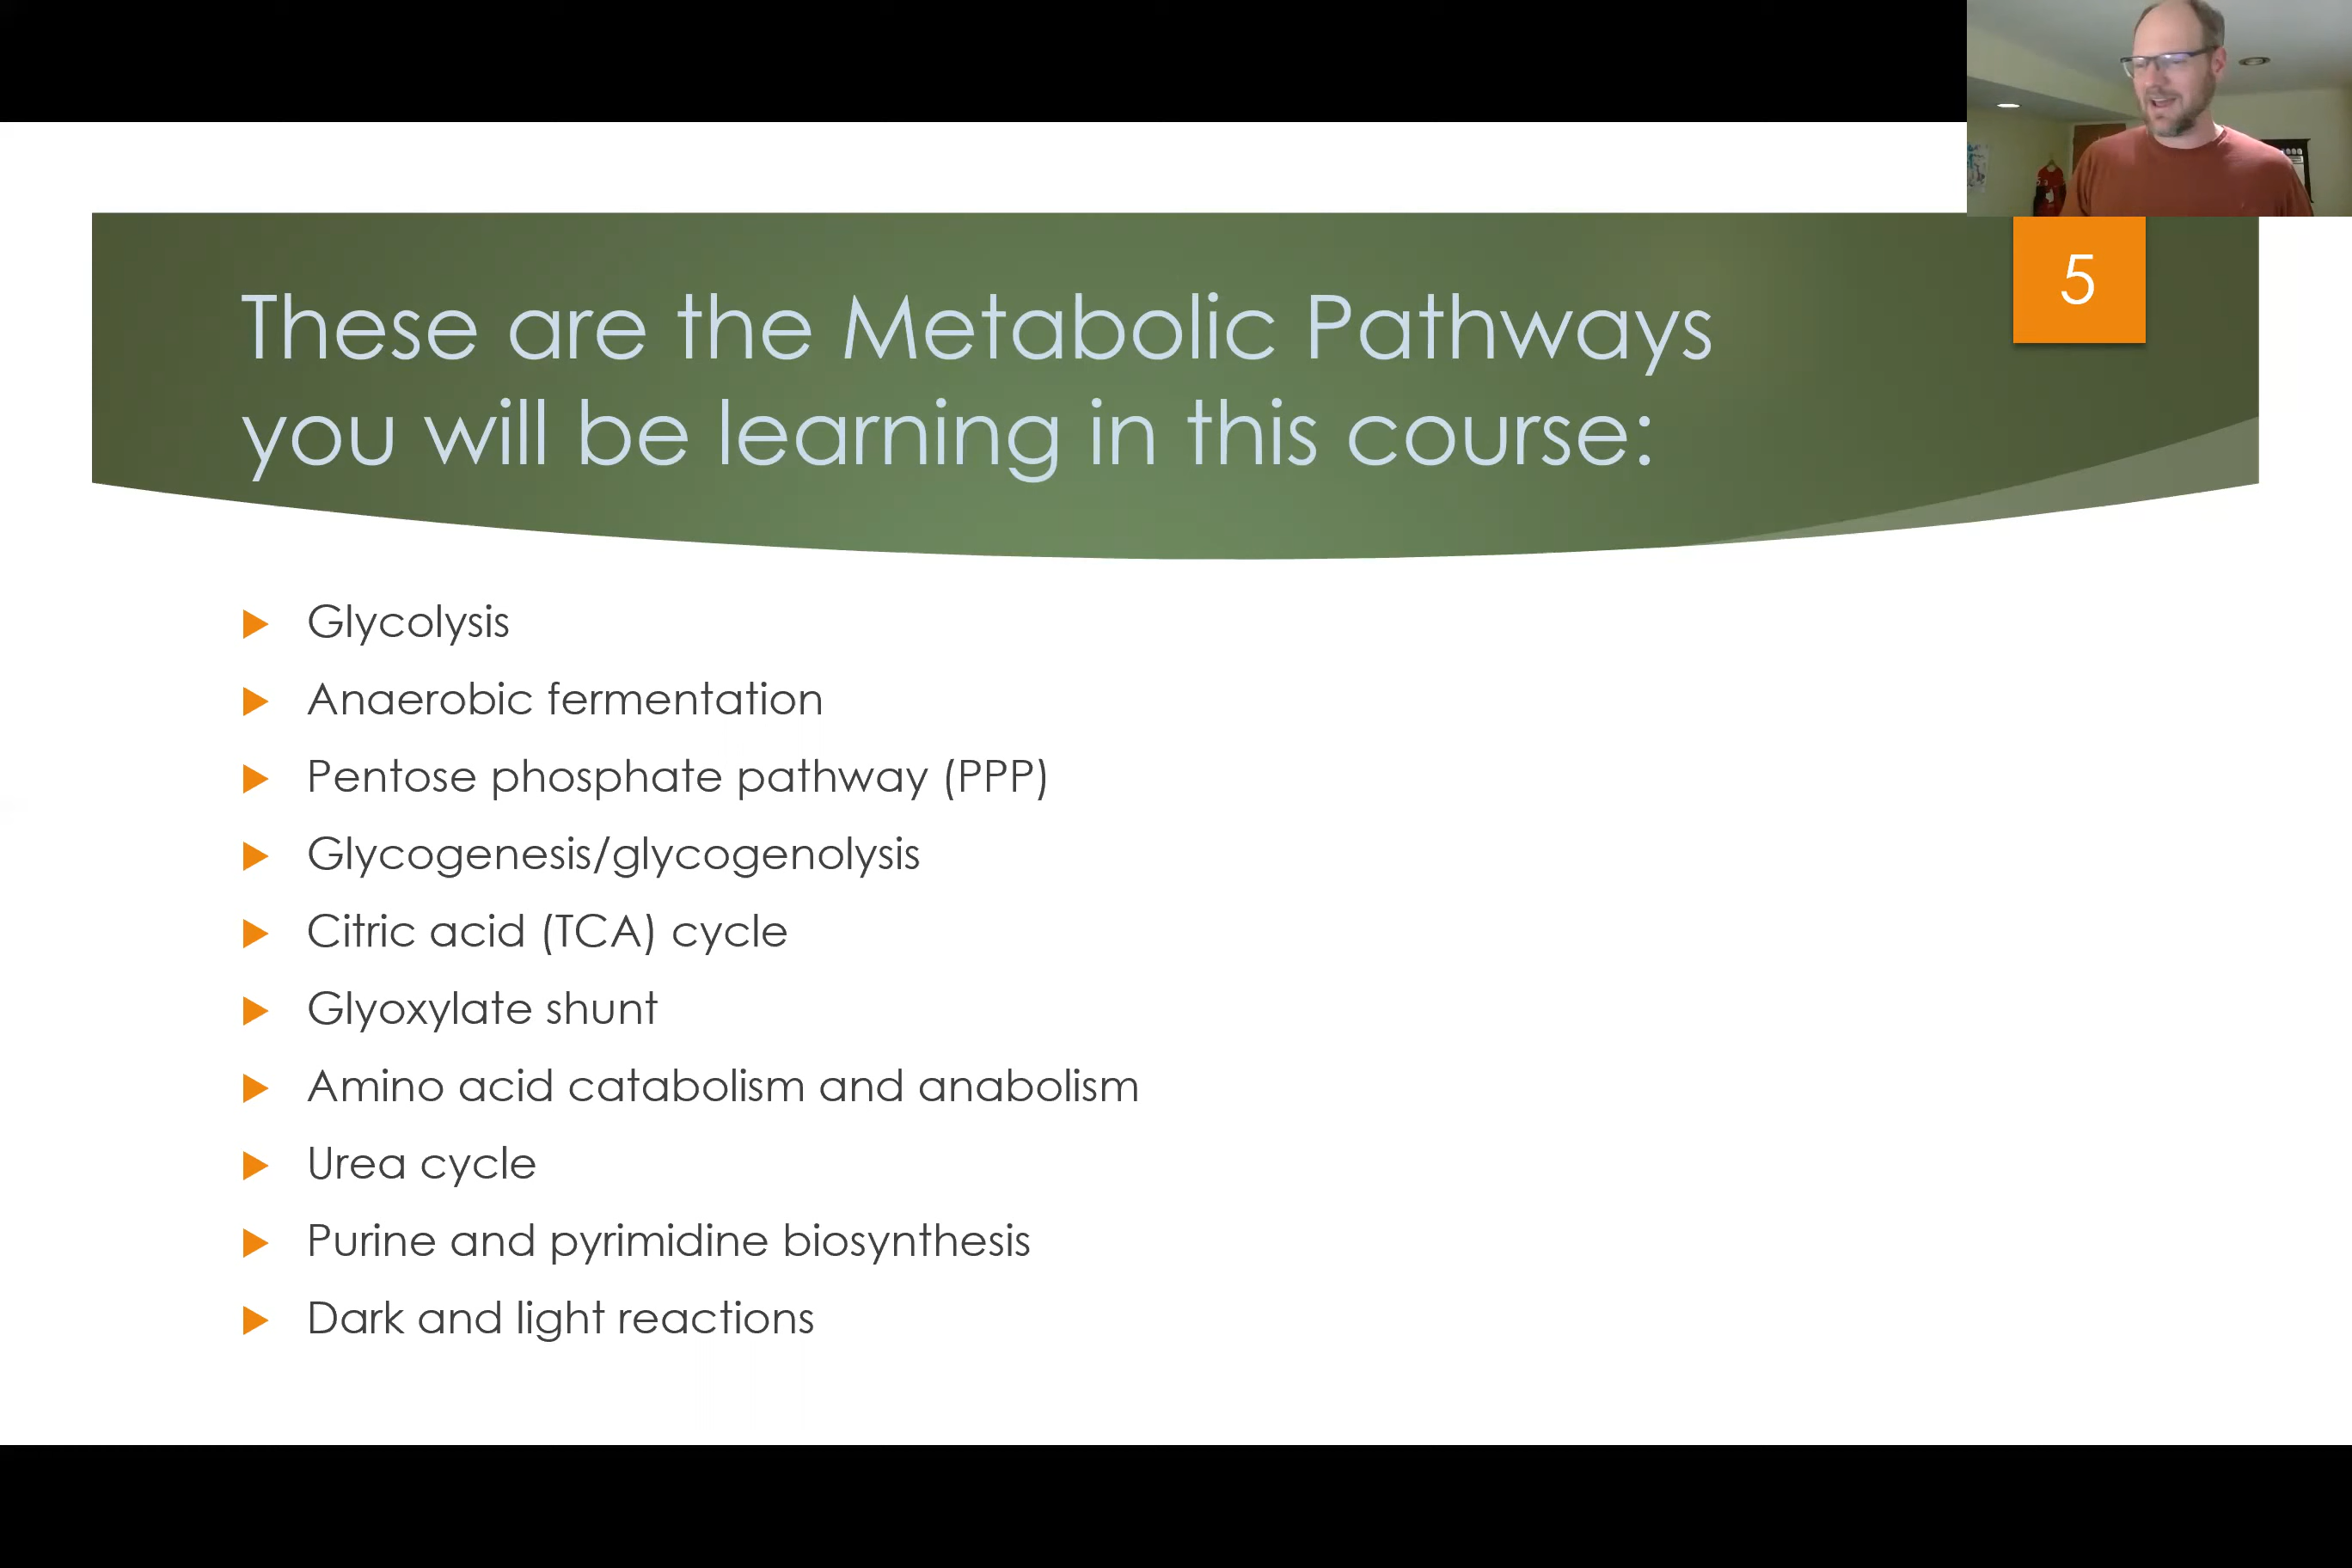 These are the Metabolic Pathways
you will be learning in this course:
5
Glycolysis
Anaerobic fermentation
Pentose phosphate pathway (PPP)
Glycogenesis/glycogenolysis
Citric acid (TCA) cycle
Glyoxylate shunt
Amino acid catabolism and anabolism
Urea cycle
Purine and pyrimidine biosynthesis
Dark and light reactions